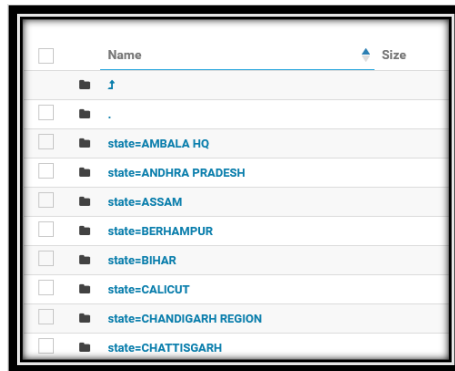 Name Size
.
state=AMBALA HQ
state=ANDHRA PRADESH
state=ASSAM
state=BERHAMPUR
state=BIHAR
state=CALICUT
state=CHANDIGARH REGION
state=CHATTISGARH